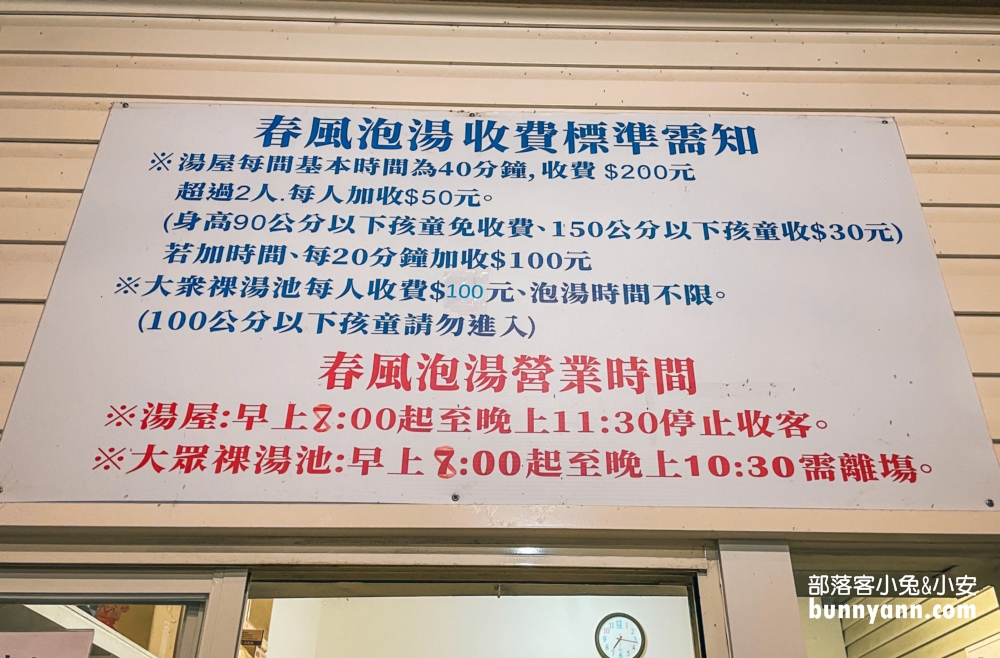 春風泡湯收費標準需知
※湯屋每間基本時間為40分鐘,收費 $200元
超過2人.每人加收$50元。
(身高90公分以下孩童免收費、150公分以下孩童收$30元)
若加時間、每20分鐘加收$100元
※大衆裸湯池每人收費$100元、泡湯時間不限。
(100公分以下孩童請勿進入)
春風泡湯營業時間
※湯屋:早上8:00起至晚上11:30停止收客。
※大眾裸湯池:早上8:00起至晚上10:30需離場。
部落客小兔&小安
bunnyann.com